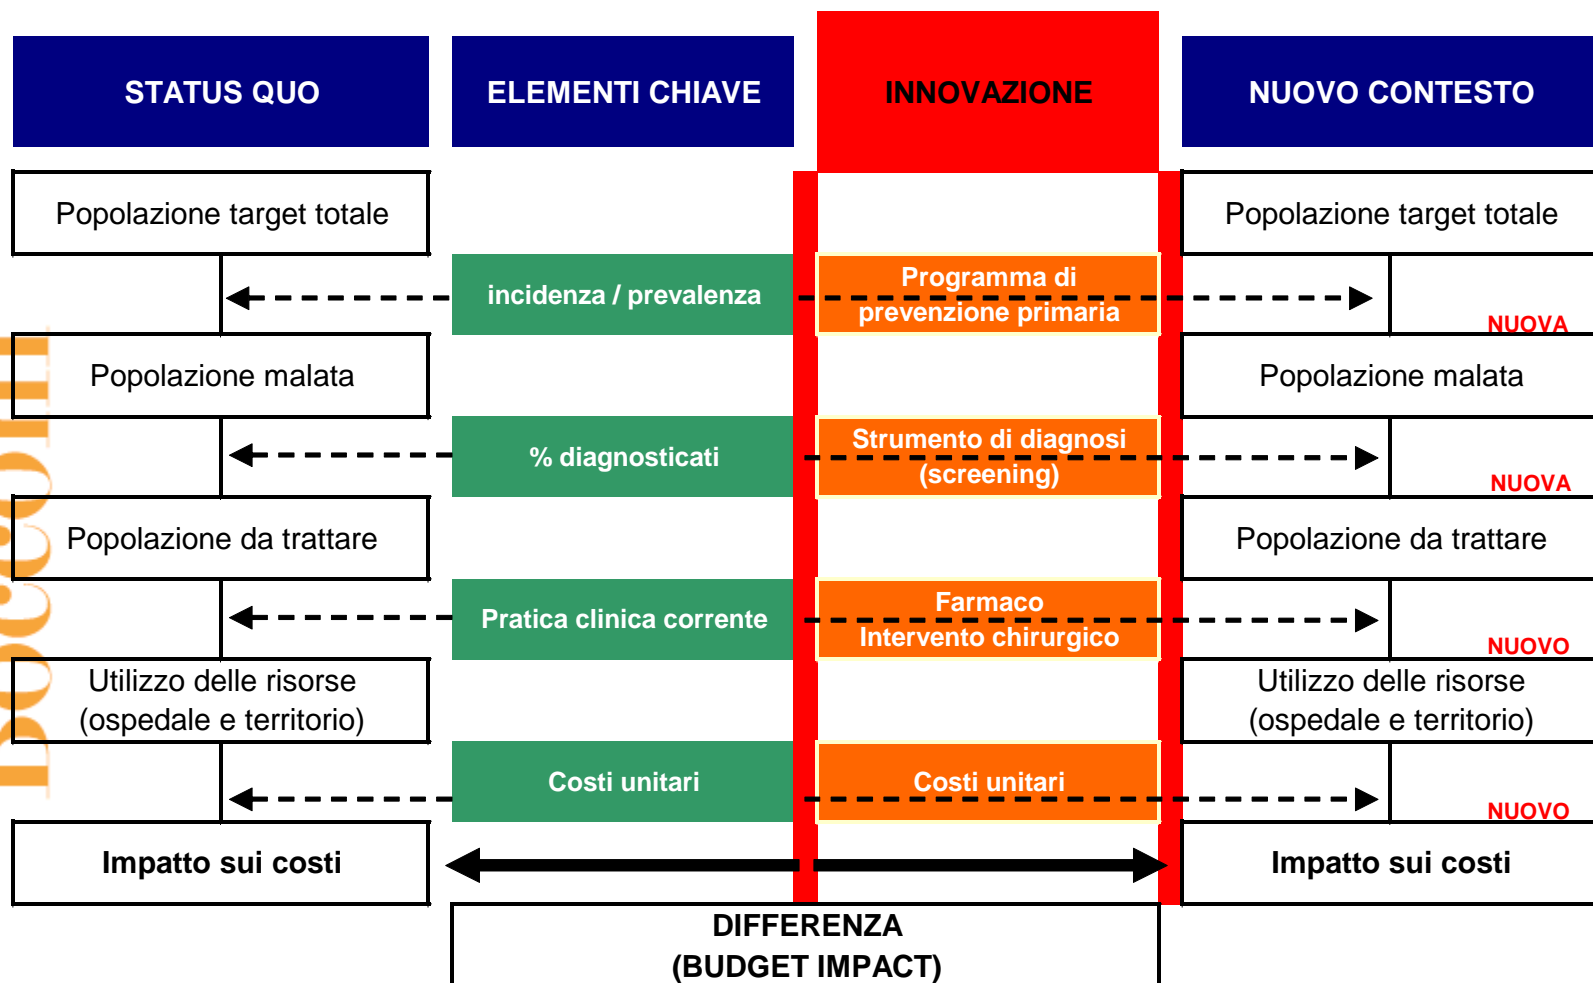 STATUS QUO
ELEMENTI CHIAVE
INNOVAZIONE
NUOVO CONTESTO
Popolazione target totale
Popolazione target totale
incidenza / prevalenza
Programma di
prevenzione primaria
NUOVA
Popolazione malata
Popolazione malata
% diagnosticati
Strumento di diagnosi
(screening)
NUOVA
Popolazione da trattare
Popolazione da trattare
Pratica clinica corrente
Farmaco
Intervento chirurgico
NUOVO
Utilizzo delle risorse
(ospedale e territorio)
Utilizzo delle risorse
(ospedale e territorio)
Costi unitari
Costi unitari
NUOVO
Impatto sui costi
Impatto sui costi
DIFFERENZA
(BUDGET IMPACT)